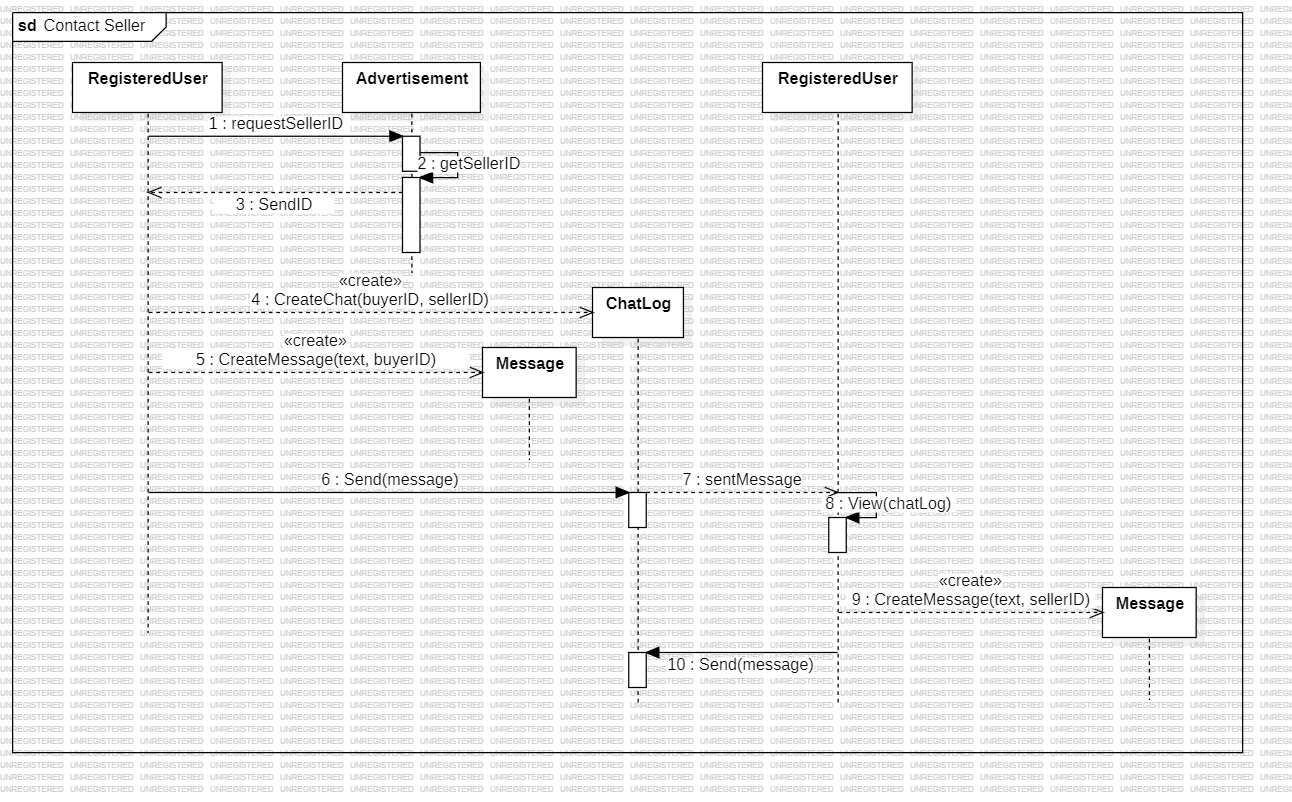 sd Contact Seller
RegisteredUser
Advertisement
RegisteredUser
1 : requestSellerID
2 : getSellerID
3 : SendID
«create»
4 : CreateChat(buyerID, sellerID)
ChatLog
«create»
5 : CreateMessage(text, buyerID)
Message
6 : Send(message)
7 : sentMessage
8 : View(chatLog)
«create»
9 : CreateMessage(text, sellerID)
Message
10 : Send(message)
UNREGISTERED